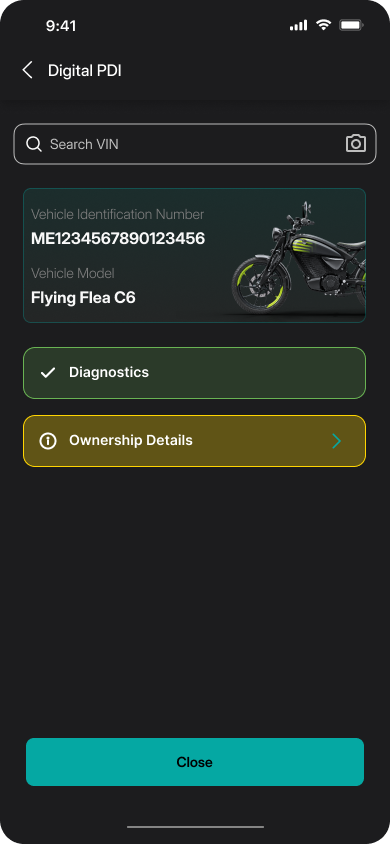 9:41
Digital PDI
Search VIN
Vehicle Identification Number
ME1234567890123456
Vehicle Model
Flying Flea C6
Diagnostics
Ownership Details
Close